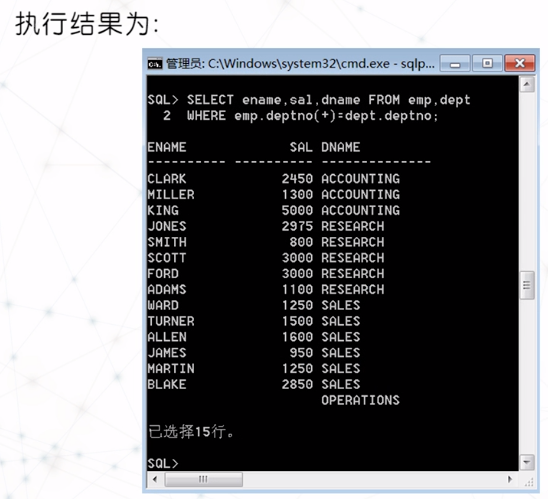 执行结果为:
管理员: C:\Windows\system32\cmd.exe - sqlp...
SQL> SELECT ename,sal,dname FROM emp,dept
  2  WHERE emp.deptno(+)=dept.deptno;
ENAME             SAL DNAME
---------- ---------- --------------
CLARK            2450 ACCOUNTING
MILLER           1300 ACCOUNTING
KING             5000 ACCOUNTING
JONES            2975 RESEARCH
SMITH             800 RESEARCH
SCOTT            3000 RESEARCH
FORD             3000 RESEARCH
ADAMS            1100 RESEARCH
WARD             1250 SALES
TURNER           1500 SALES
ALLEN            1600 SALES
JAMES             950 SALES
MARTIN           1250 SALES
BLAKE            2850 SALES
                      OPERATIONS
已选择15行。
SQL>